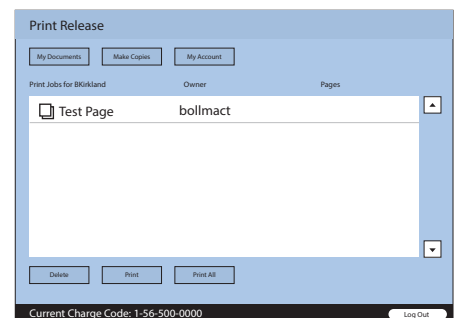 Print Release
My Documents Make Copies My Account
Print Jobs for BKirkland Owner Pages
Test Page bollmact
Delete Print Print All
Current Charge Code: 1-56-500-0000 Log Out